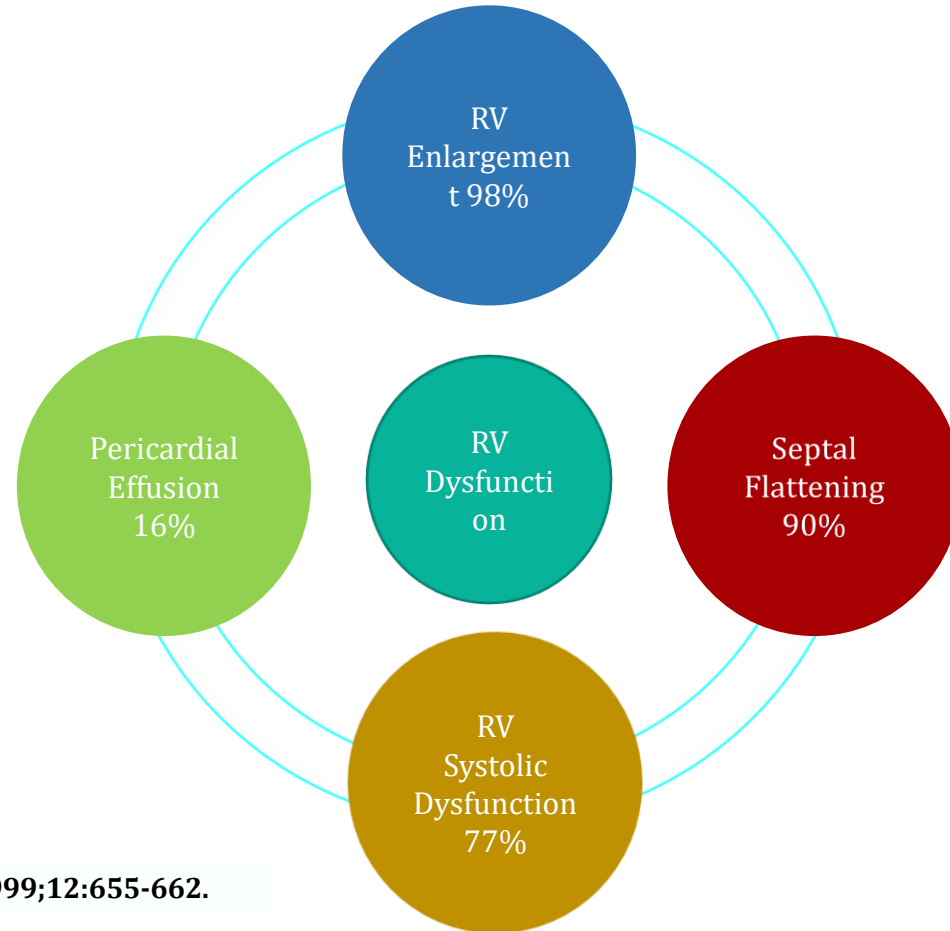 RV
Enlargemen
t 98%
Pericardial
Effusion
16%
RV
Dysfuncti
on
Septal
Flattening
90%
RV
Systolic
Dysfunction
77%
99;12:655-662.